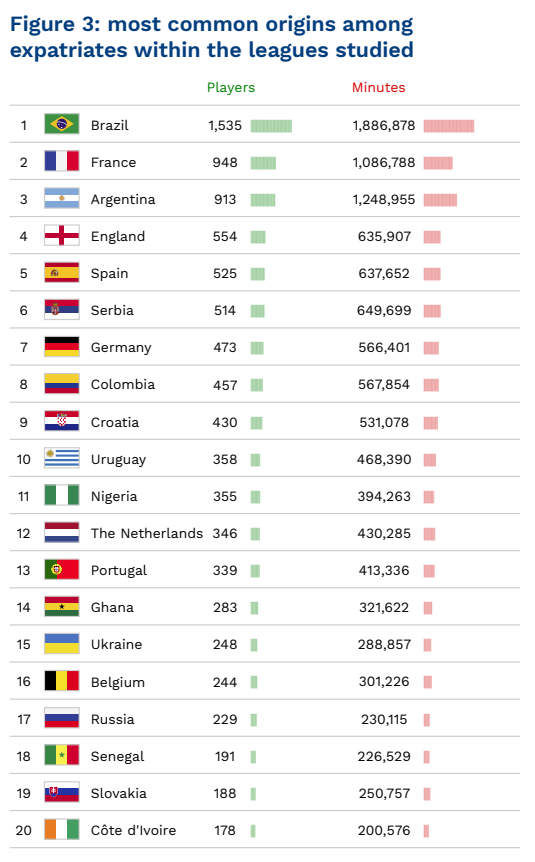 Figure 3: most common origins among
expatriates within the leagues studied
Players Minutes
1 Brazil 1,535 1,886,878
2 France 948 1,086,788
3 Argentina 913 1,248,955
4 England 554 635,907
5 Spain 525 637,652
6 Serbia 514 649,699
7 Germany 473 566,401
8 Colombia 457 567,854
9 Croatia 430 531,078
10 Uruguay 358 468,390
11 Nigeria 355 394,263
12 The Netherlands 346 430,285
13 Portugal 339 413,336
14 Ghana 283 321,622
15 Ukraine 248 288,857
16 Belgium 244 301,226
17 Russia 229 230,115
18 Senegal 191 226,529
19 Slovakia 188 250,757
20 Côte d'Ivoire 178 200,576